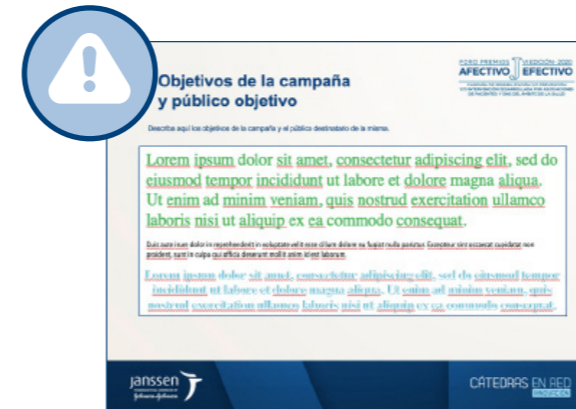 Objetivos de la campaña
y público objetivo
FORO PREMIOS VI EDICIÓN 2020
AFECTIVO EFECTIVO
Describa aquí los objetivos de la campaña y el público destinatario de la misma.
Lorem ipsum dolor sit amet, consectetur adipiscing elit, sed do
eiusmod tempor incididunt ut labore et dolore magna aliqua.
Ut enim ad minim veniam, quis nostrud exercitation ullamco
laboris nisi ut aliquip ex ea commodo consequat.
Duis aute irure dolor in reprehenderit in voluptate velit esse cillum dolore eu fugiat nulla pariatur. Excepteur sint occaecat cupidatat non
proident, sunt in culpa qui officia deserunt mollit anim id est laborum.
Lorem ipsum dolor sit amet, consectetur adipiscing elit, sed do eiusmod tempor
incididunt ut labore et dolore magna aliqua. Ut enim ad minim veniam, quis
nostrud exercitation ullamco laboris nisi ut aliquip ex ea commodo consequat.
janssen
Johnson & Johnson
CÁTEDRAS EN RED
INNOVACIÓN